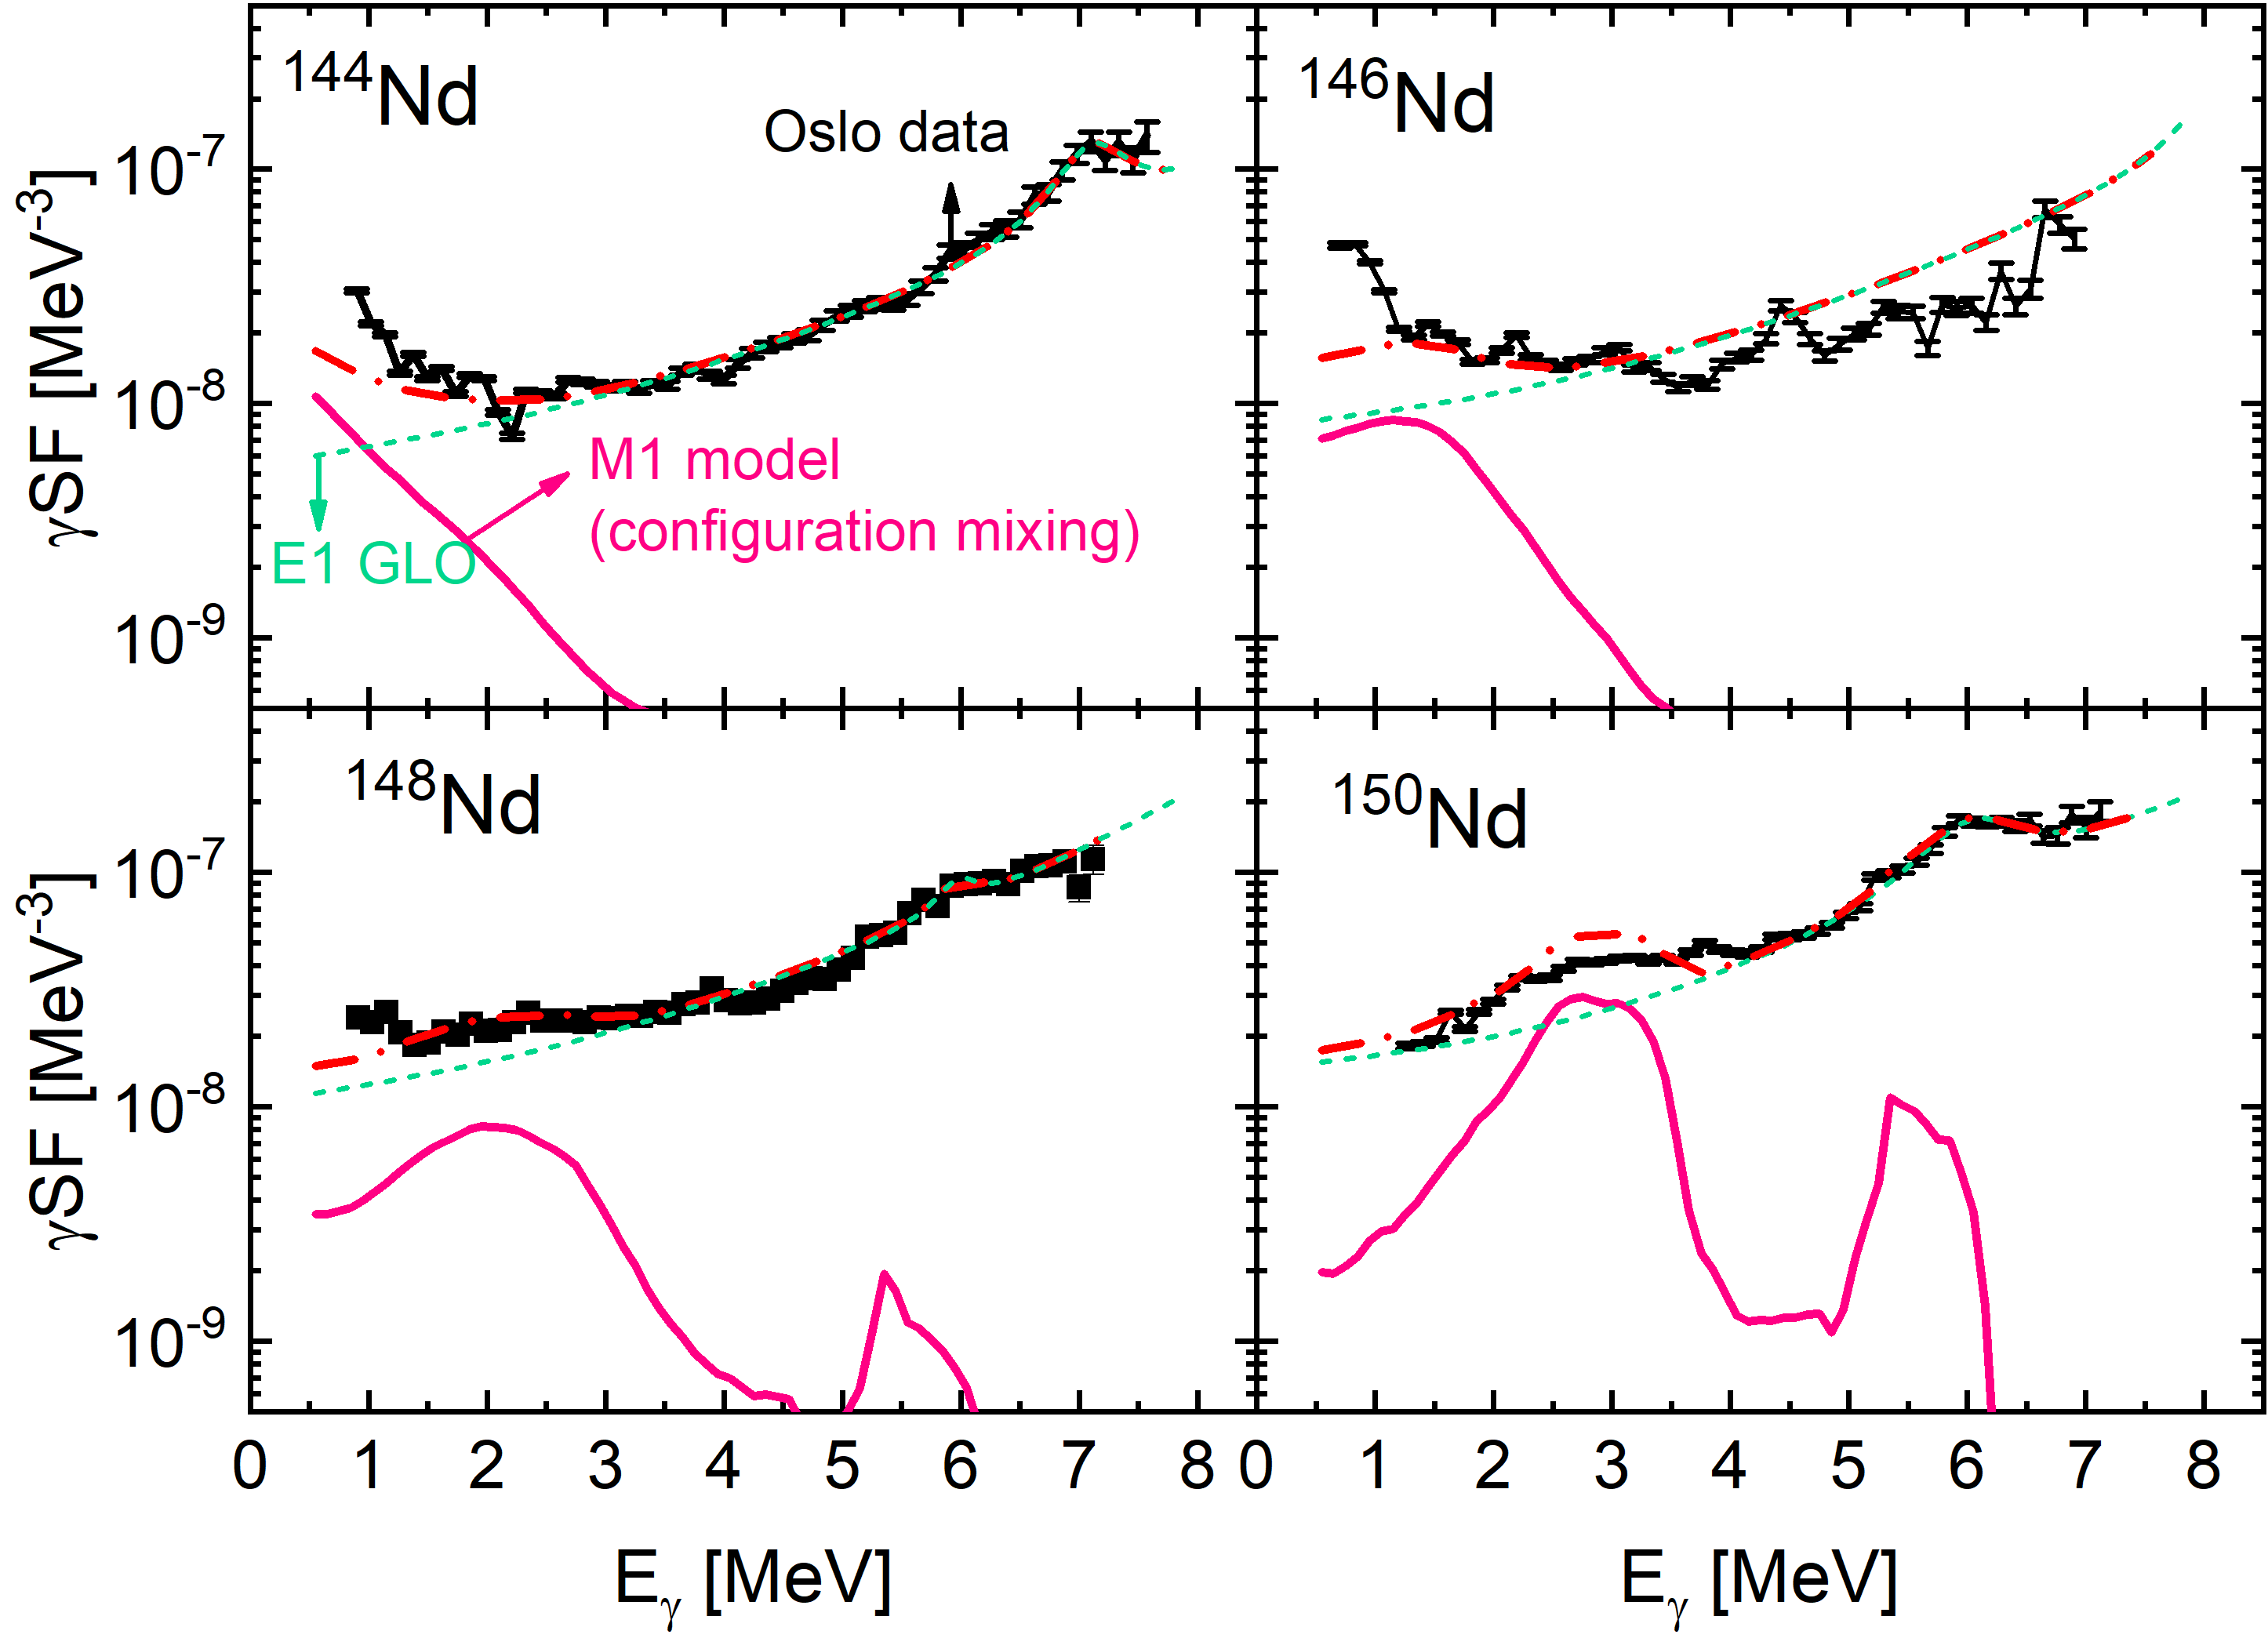 ¹⁴⁴Nd
¹⁴⁶Nd
Oslo data
10⁻⁷
γSF [MeV⁻³]
10⁻⁸
M1 model
(configuration mixing)
E1 GLO
10⁻⁹
¹⁴⁸Nd
¹⁵⁰Nd
10⁻⁷
γSF [MeV⁻³]
10⁻⁸
10⁻⁹
0 1 2 3 4 5 6 7 8 0 1 2 3 4 5 6 7 8
Eᵧ [MeV] Eᵧ [MeV]